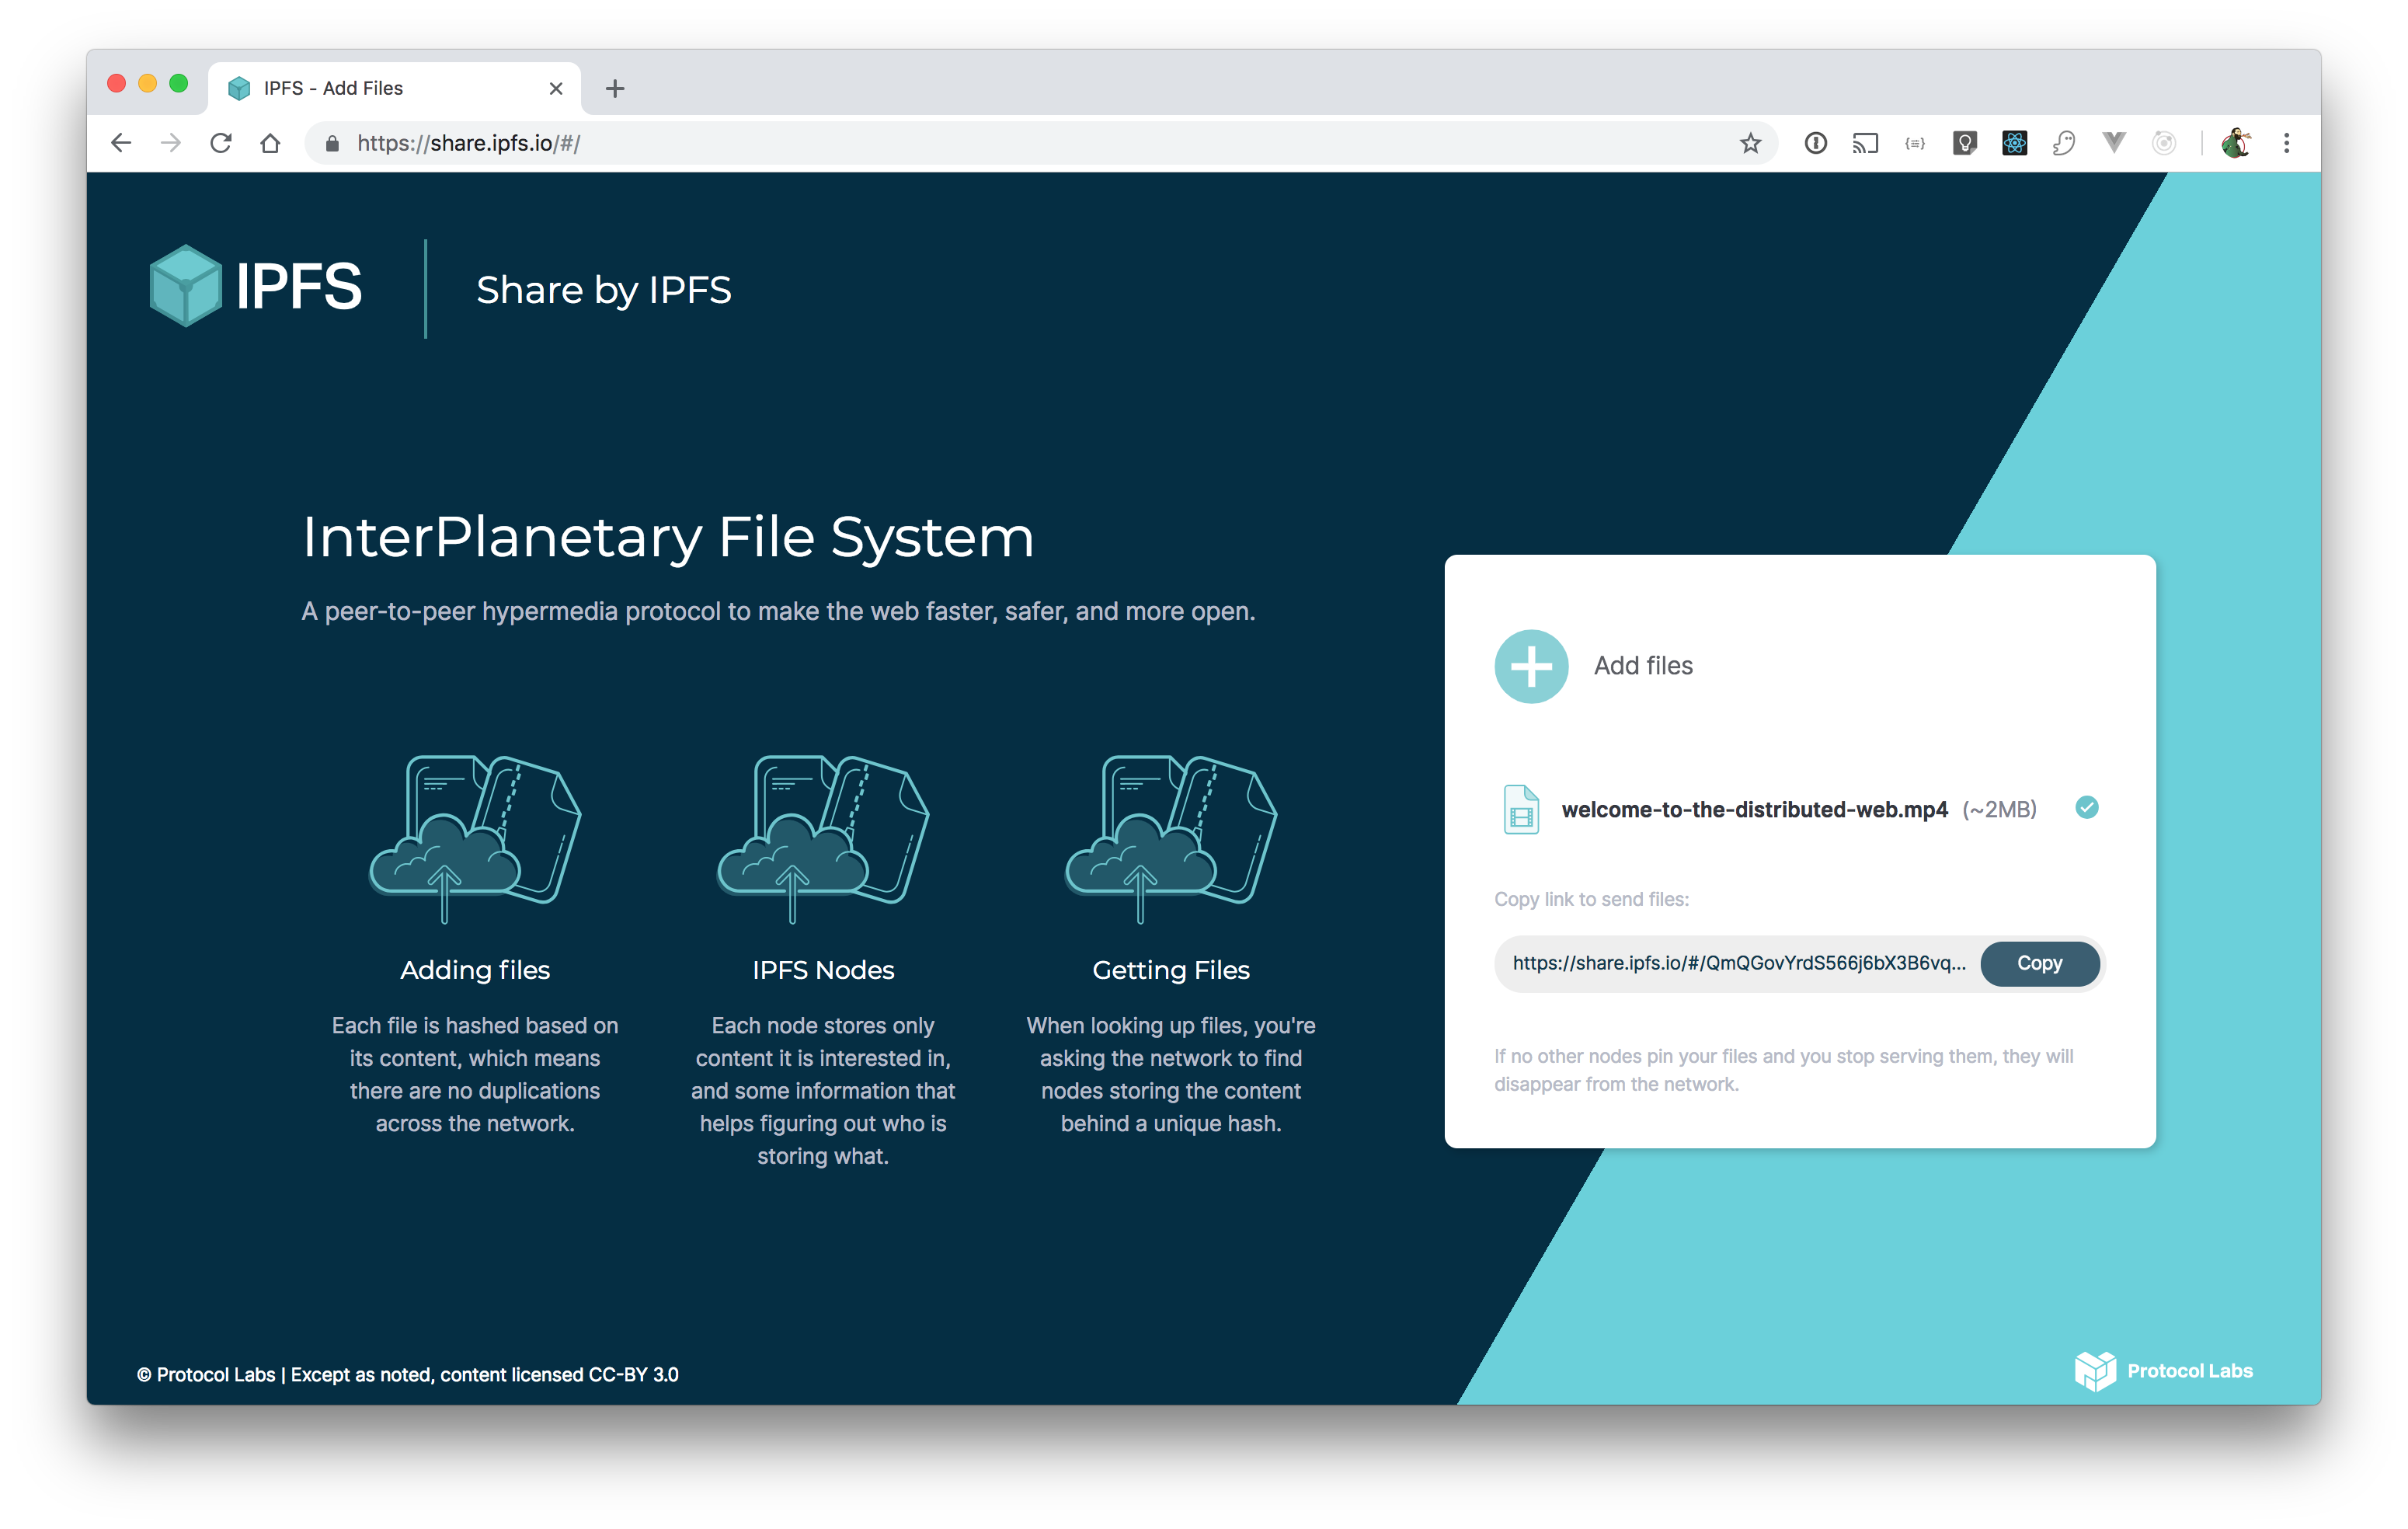 IPFS - Add Files
https://share.ipfs.io/#/
IPFS
Share by IPFS
InterPlanetary File System
A peer-to-peer hypermedia protocol to make the web faster, safer, and more open.
Adding files
Each file is hashed based on
its content, which means
there are no duplications
across the network.
IPFS Nodes
Each node stores only
content it is interested in,
and some information that
helps figuring out who is
storing what.
Getting Files
When looking up files, you're
asking the network to find
nodes storing the content
behind a unique hash.
Add files
welcome-to-the-distributed-web.mp4 (~2MB)
Copy link to send files:
https://share.ipfs.io/#/QmQGovYrdS566j6bX3B6vq... Copy
If no other nodes pin your files and you stop serving them, they will
disappear from the network.
© Protocol Labs | Except as noted, content licensed CC-BY 3.0
Protocol Labs